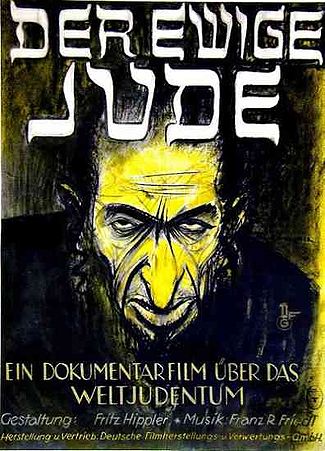 DER EWIGE
JUDE
EIN DOKUMENTARFILM ÜBER DAS
WELTJUDENTUM
Gestaltung: Fritz Hippler * Musik: Franz R. Friedl
Herstellung u. Vertrieb: Deutsche Filmherstellungs- u. Verwertungs-GmbH.